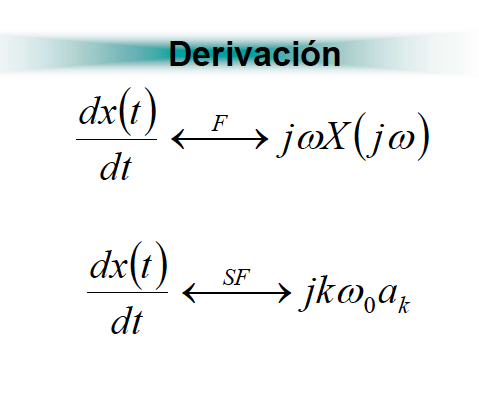 Derivación
dx(t)/dt ⟷F jωX(jω)
dx(t)/dt ⟷SF jkω₀aₖ